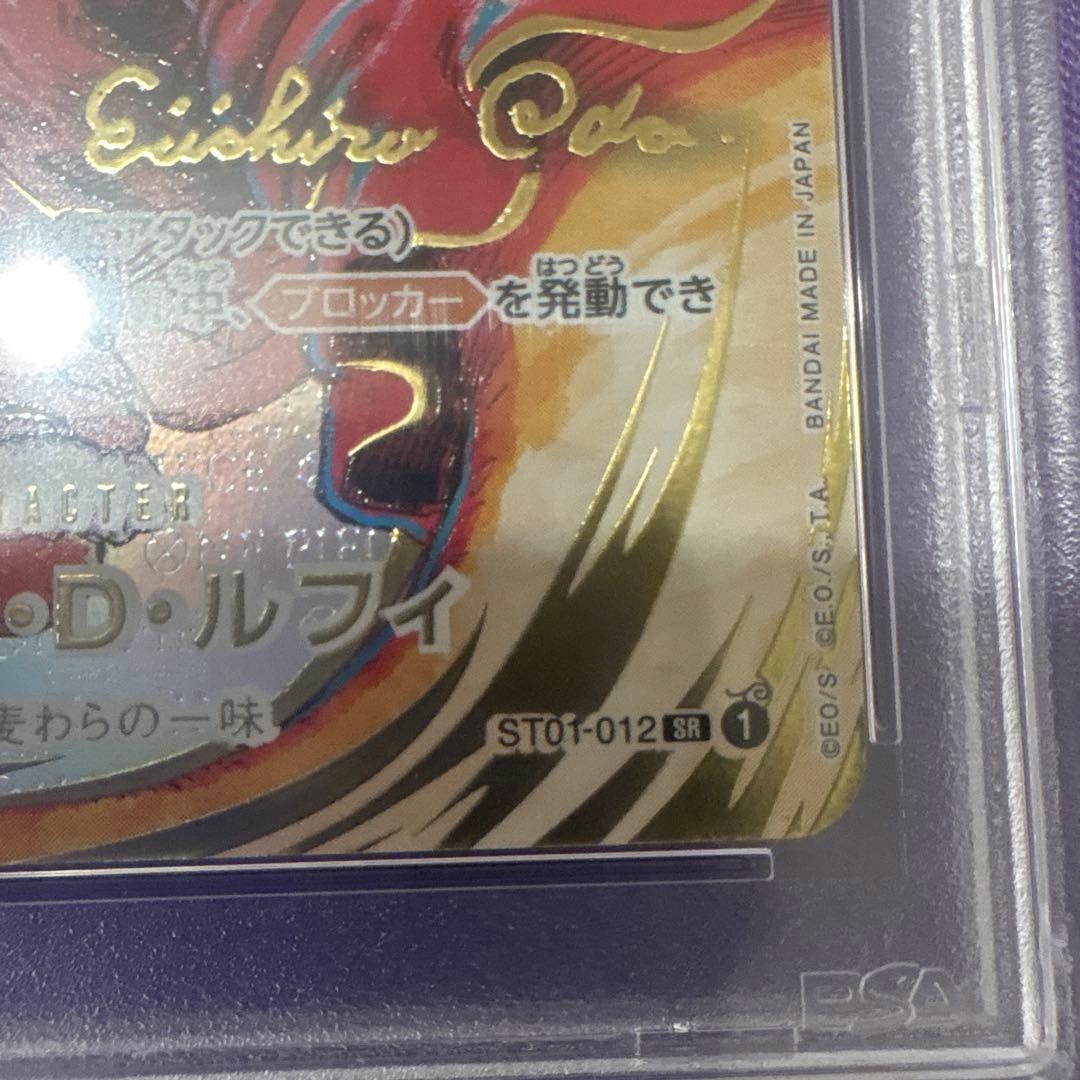 Eiichiro Oda.
アタックできる)
はつどう
中、ブロッカーを発動でき
RACTER
・D・ルフィ
麦わらの一味
ST01-012 SR 1
©EO/S ©E.O./S.,T.A. BANDAI MADE IN JAPAN
PSA